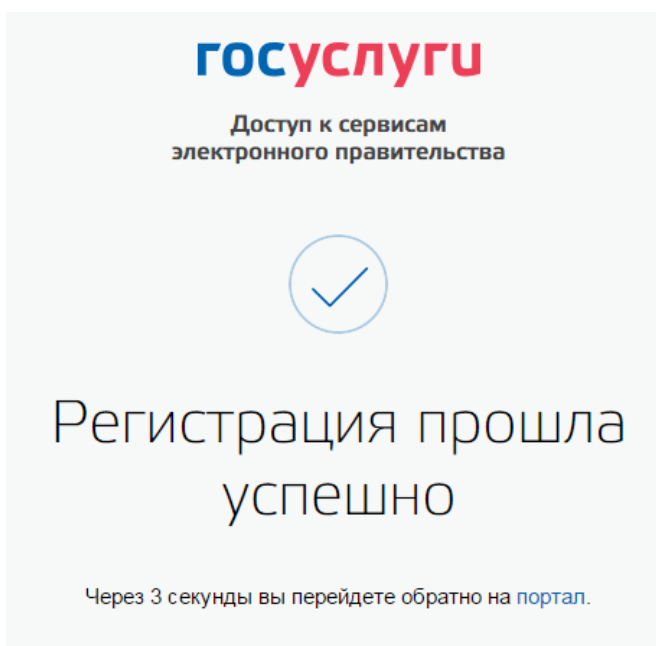 госуслуги
Доступ к сервисам
электронного правительства
Регистрация прошла
успешно
Через 3 секунды вы перейдете обратно на портал.